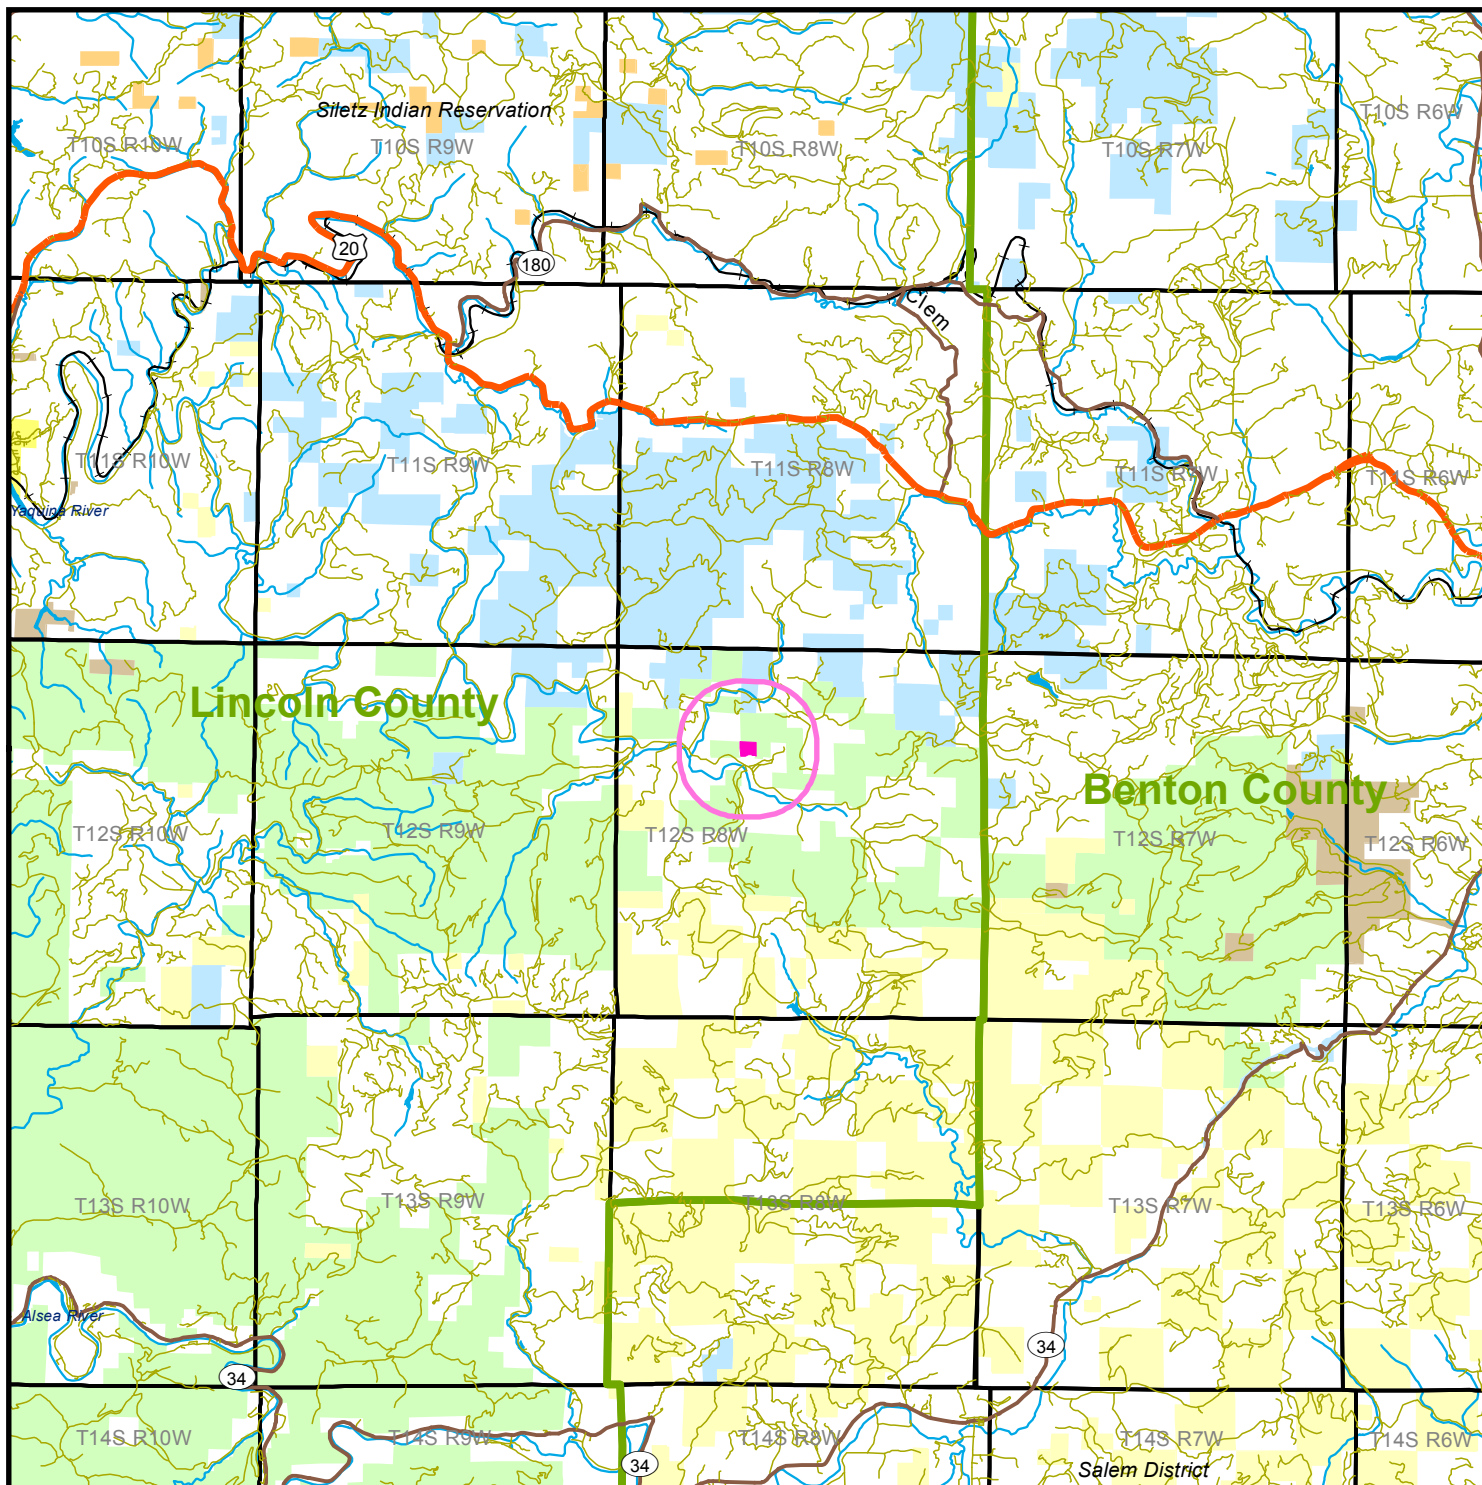 Siletz Indian Reservation
T10S R10W
T10S R9W
T10S R8W
T10S R7W
T10S R6W
20
180
Clem
T11S R10W
T11S R9W
T11S R8W
T11S R7W
T11S R6W
Yaquina River
Lincoln County
Benton County
T12S R10W
T12S R9W
T12S R8W
T12S R7W
T12S R6W
T13S R10W
T13S R9W
T13S R8W
T13S R7W
T13S R6W
Alsea River
34
34
T14S R10W
T14S R9W
T14S R8W
T14S R7W
T14S R6W
34
Salem District